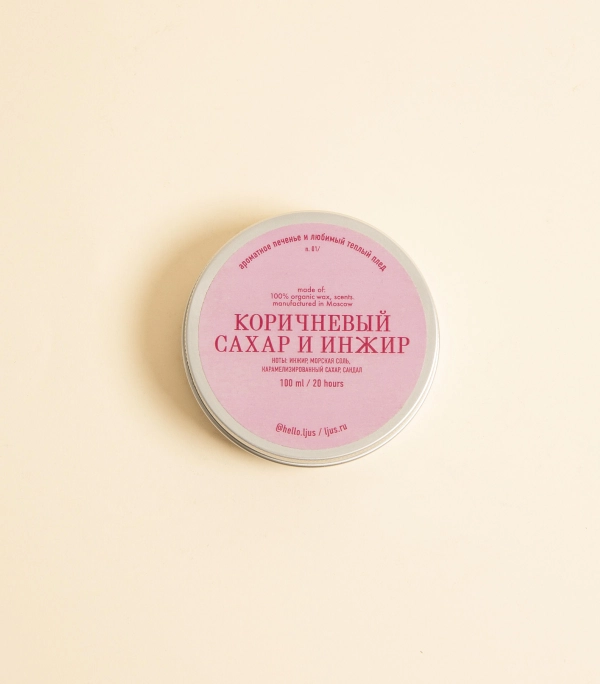 ароматное печенье и любимый теплый плед
n. 01/
made of:
100% organic wax, scents.
manufactured in Moscow
КОРИЧНЕВЫЙ
САХАР И ИНЖИР
НОТЫ: ИНЖИР, МОРСКАЯ СОЛЬ,
КАРАМЕЛИЗИРОВАННЫЙ САХАР, САНДАЛ
100 ml / 20 hours
@hello.ljus / ljus.ru